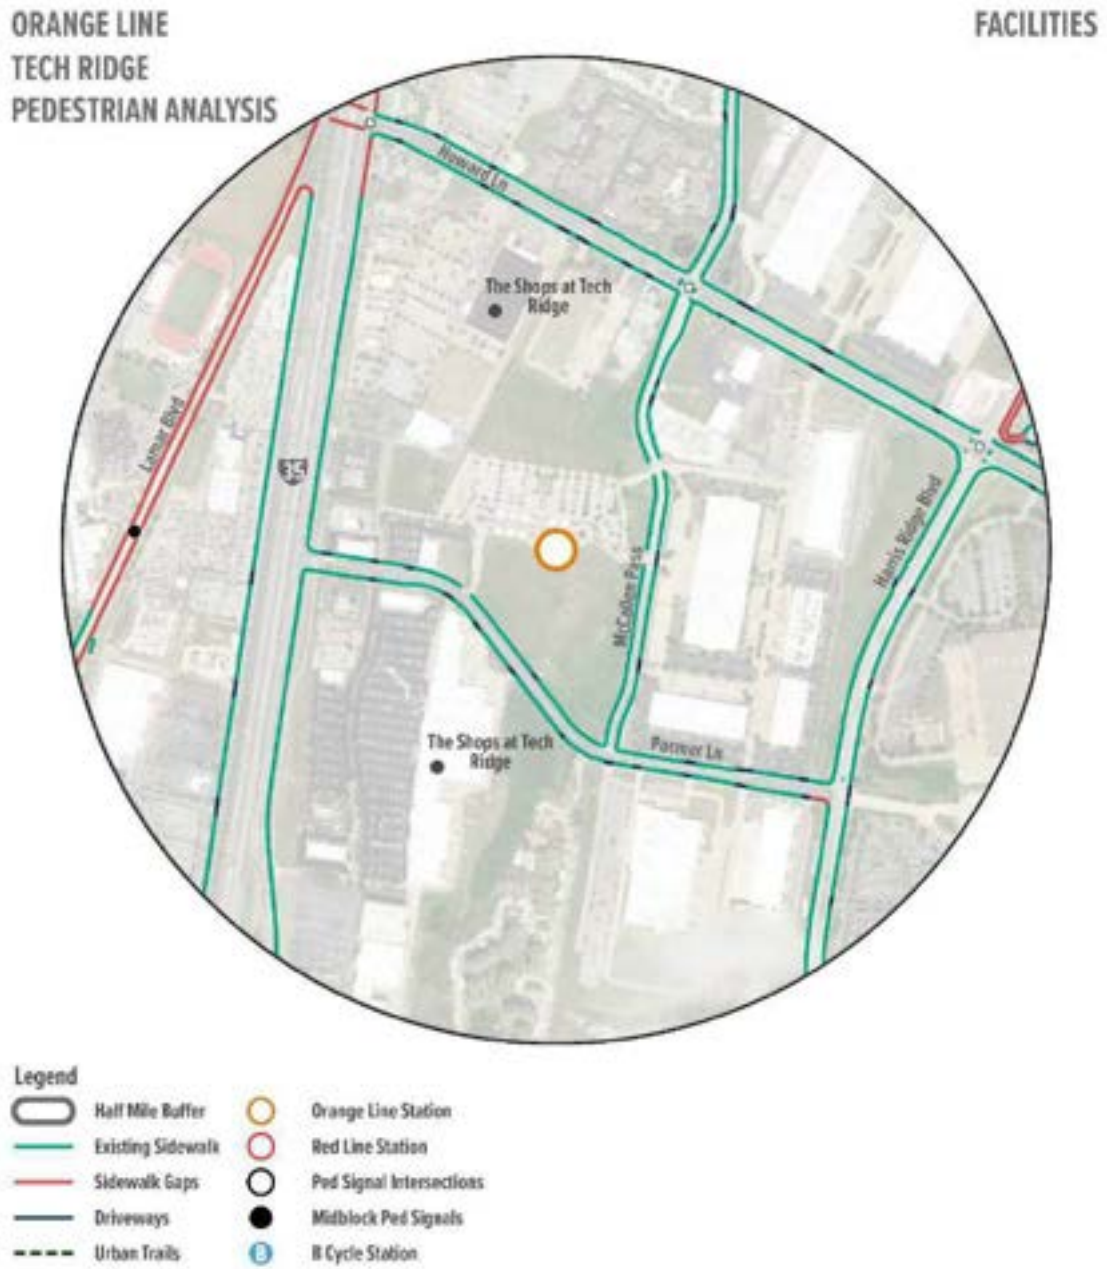 ORANGE LINE
TECH RIDGE
PEDESTRIAN ANALYSIS
FACILITIES
Howard Ln
The Shops at Tech
Ridge
Lamar Blvd
Harris Ridge Blvd
McCallen Pass
The Shops at Tech
Ridge
Parmer Ln
Legend
Half Mile Buffer
Orange Line Station
Existing Sidewalk
Red Line Station
Sidewalk Gaps
Ped Signal Intersections
Driveways
Midblock Ped Signals
Urban Trails
B
B Cycle Station